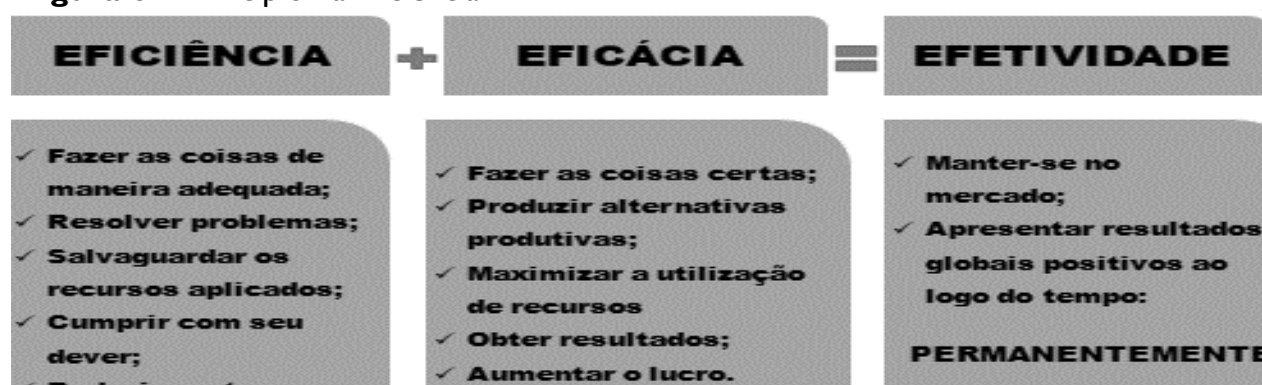 EFICIÊNCIA + EFICÁCIA = EFETIVIDADE
✓ Fazer as coisas de
maneira adequada;
✓ Resolver problemas;
✓ Salvaguardar os
recursos aplicados;
✓ Cumprir com seu
dever;
✓ Fazer as coisas certas;
✓ Produzir alternativas
produtivas;
✓ Maximizar a utilização
de recursos
✓ Obter resultados;
✓ Aumentar o lucro.
✓ Manter-se no
mercado;
✓ Apresentar resultados
globais positivos ao
logo do tempo:
PERMANENTEMENTE